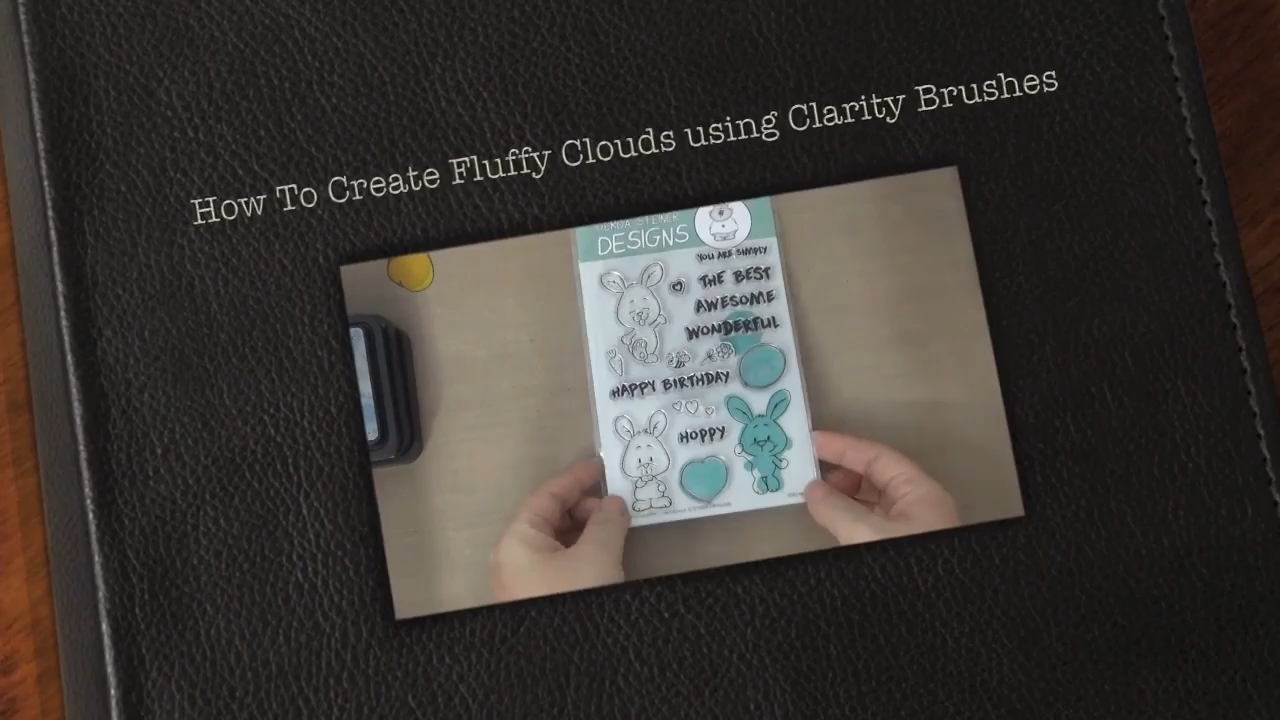 How To Create Fluffy Clouds using Clarity Brushes
DESIGNS
YOU ARE SIMPLY
THE BEST
AWESOME
WONDERFUL
HAPPY BIRTHDAY
HOPPY